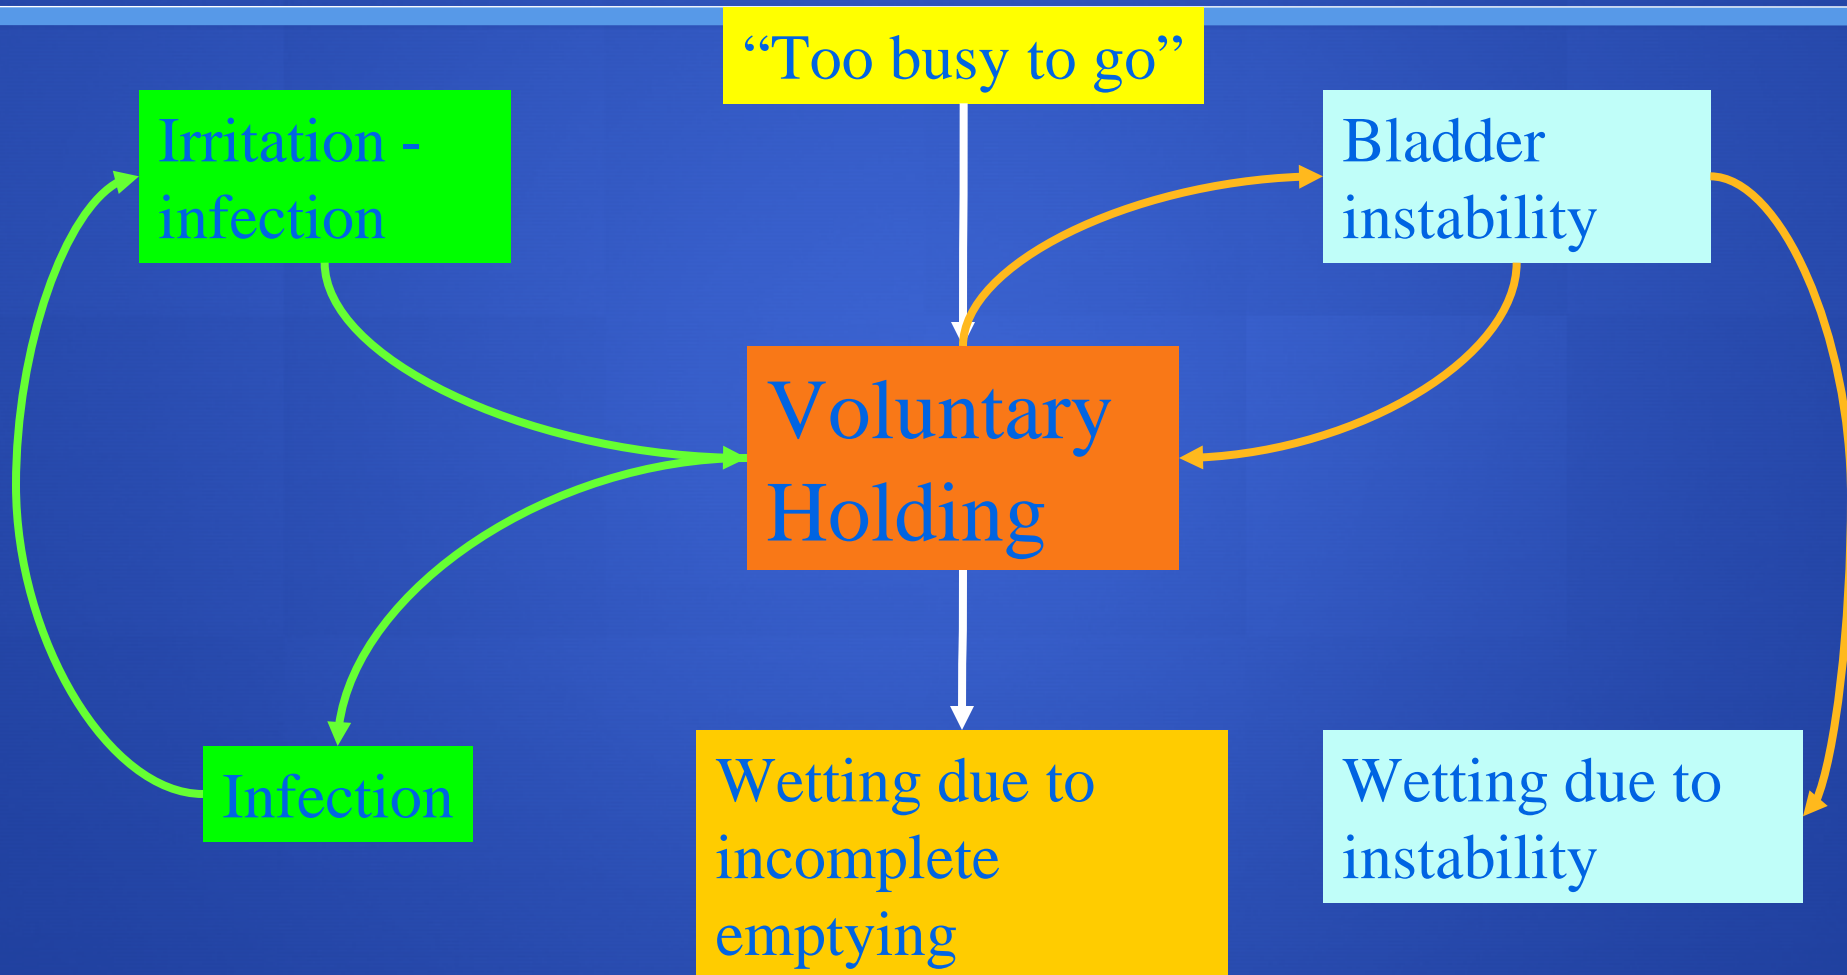 “Too busy to go”
Irritation -
infection
Bladder
instability
Voluntary
Holding
Infection
Wetting due to
incomplete
emptying
Wetting due to
instability